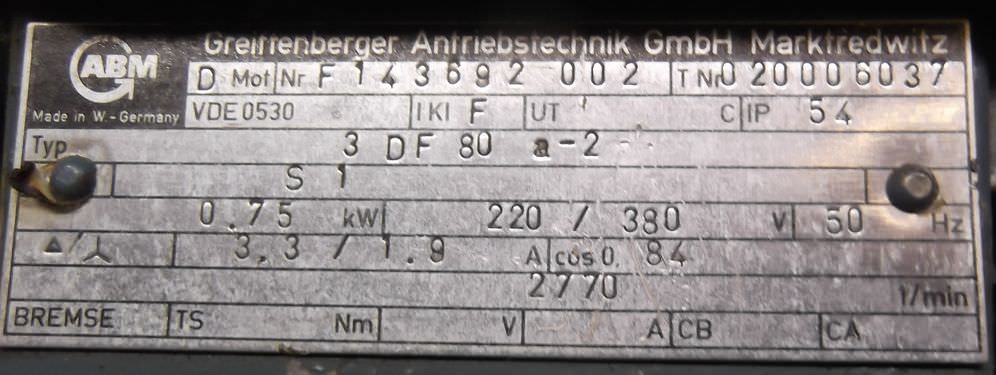 ABM G
Greiffenberger Antriebstechnik GmbH Marktredwitz
D Mot Nr F 143692 002 T Nr 020006037
Made in W.-Germany VDE 0530 I Kl F UT C IP 54
Typ 3 DF 80 a-2
S 1
0.75 kW 220 / 380 V 50 Hz
Δ/Y 3.3 / 1.9 A cos 0. 84
2770 1/min
BREMSE TS Nm V A CB CA